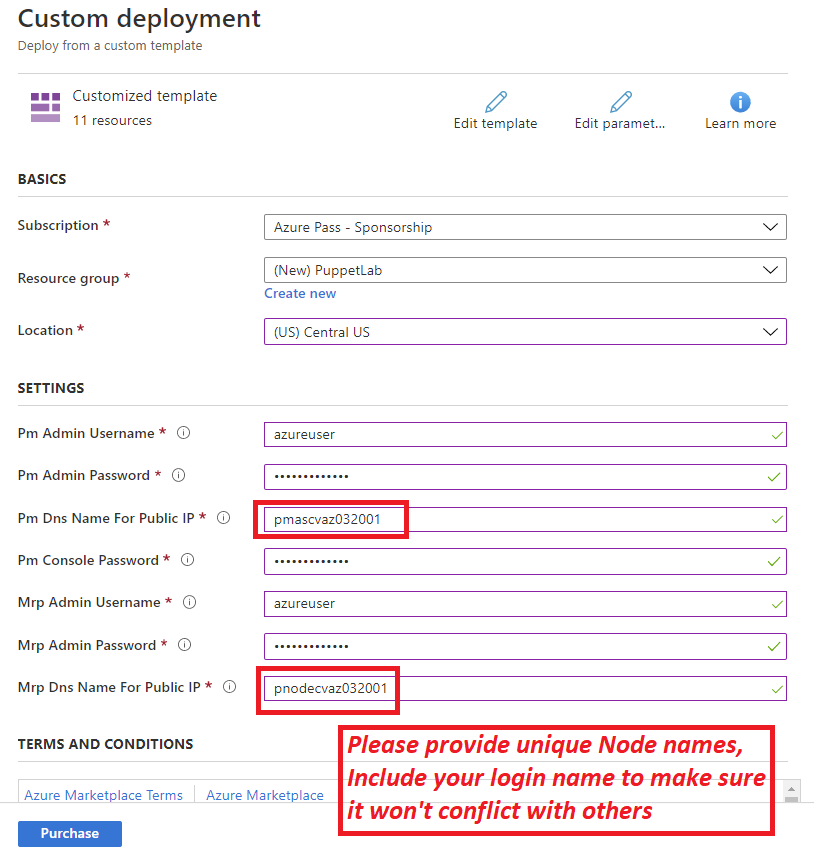 Custom deployment
Deploy from a custom template
Customized template
11 resources
Edit template
Edit paramet...
Learn more
BASICS
Subscription *
Azure Pass - Sponsorship
Resource group *
(New) PuppetLab
Create new
Location *
(US) Central US
SETTINGS
Pm Admin Username *
azureuser
Pm Admin Password *
•••••••••••••
Pm Dns Name For Public IP *
pmascvaz032001
Pm Console Password *
•••••••••••••
Mrp Admin Username *
azureuser
Mrp Admin Password *
•••••••••••••
Mrp Dns Name For Public IP *
pnodecvaz032001
TERMS AND CONDITIONS
Please provide unique Node names,
Include your login name to make sure
it won't conflict with others
Azure Marketplace Terms
Azure Marketplace
Purchase